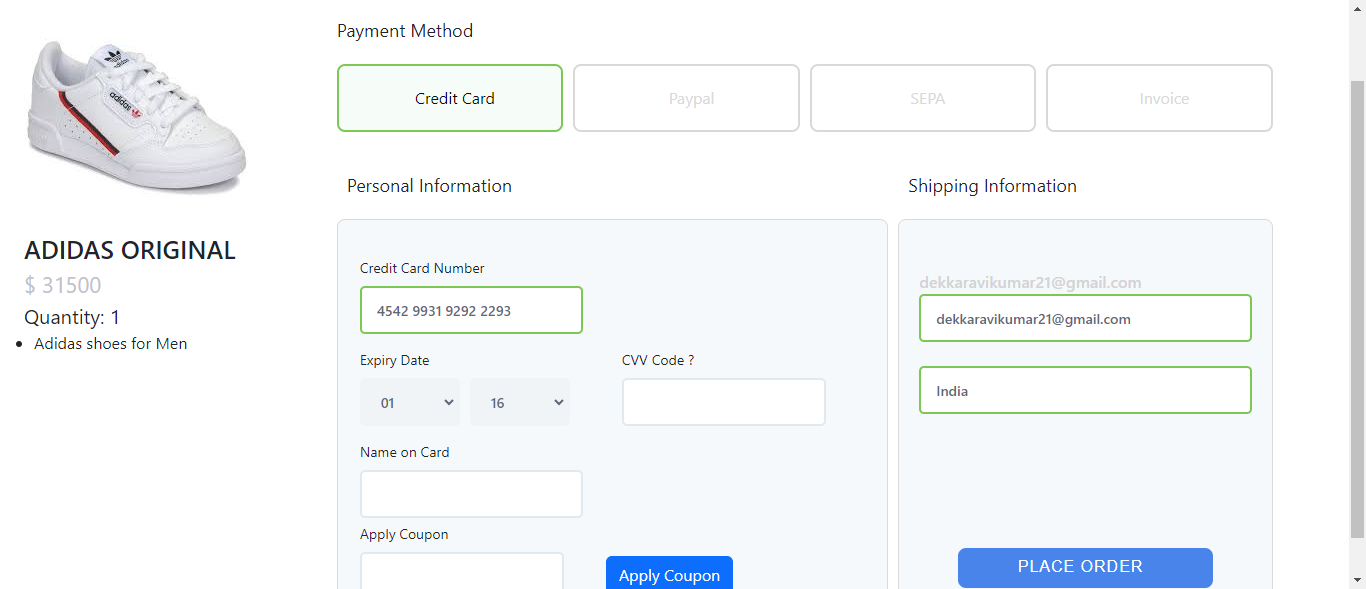 adidas
adidas
ADIDAS ORIGINAL
$ 31500
Quantity: 1
Adidas shoes for Men
Payment Method
Credit Card
Paypal
SEPA
Invoice
Personal Information
Credit Card Number
4542 9931 9292 2293
Expiry Date
CVV Code ?
01
16
Name on Card
Apply Coupon
Apply Coupon
Shipping Information
dekkaravikumar21@gmail.com
dekkaravikumar21@gmail.com
India
PLACE ORDER